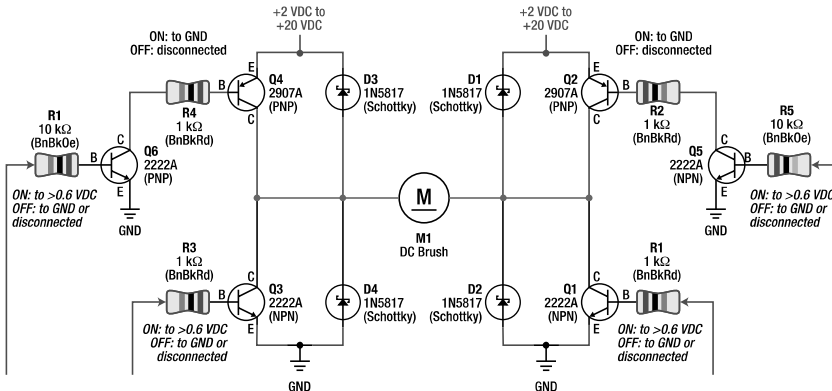 +2 VDC to
+20 VDC
+2 VDC to
+20 VDC
ON: to GND
OFF: disconnected
ON: to GND
OFF: disconnected
E
Q4
2907A
(PNP)
C
D3
1N5817
(Schottky)
D1
1N5817
(Schottky)
E
Q2
2907A
(PNP)
C
B
R4
1 kΩ
(BnBkRd)
B
R2
1 kΩ
(BnBkRd)
R1
10 kΩ
(BnBkOe)
B
C
Q6
2222A
(PNP)
E
GND
ON: to >0.6 VDC
OFF: to GND or
disconnected
C
Q5
2222A
(NPN)
E
GND
B
R5
10 kΩ
(BnBkOe)
ON: to >0.6 VDC
OFF: to GND or
disconnected
M
M1
DC Brush
R3
1 kΩ
(BnBkRd)
B
C
Q3
2222A
(NPN)
E
D4
1N5817
(Schottky)
D2
1N5817
(Schottky)
C
Q1
2222A
(NPN)
E
B
R1
1 kΩ
(BnBkRd)
ON: to >0.6 VDC
OFF: to GND or
disconnected
ON: to >0.6 VDC
OFF: to GND or
disconnected
GND
GND